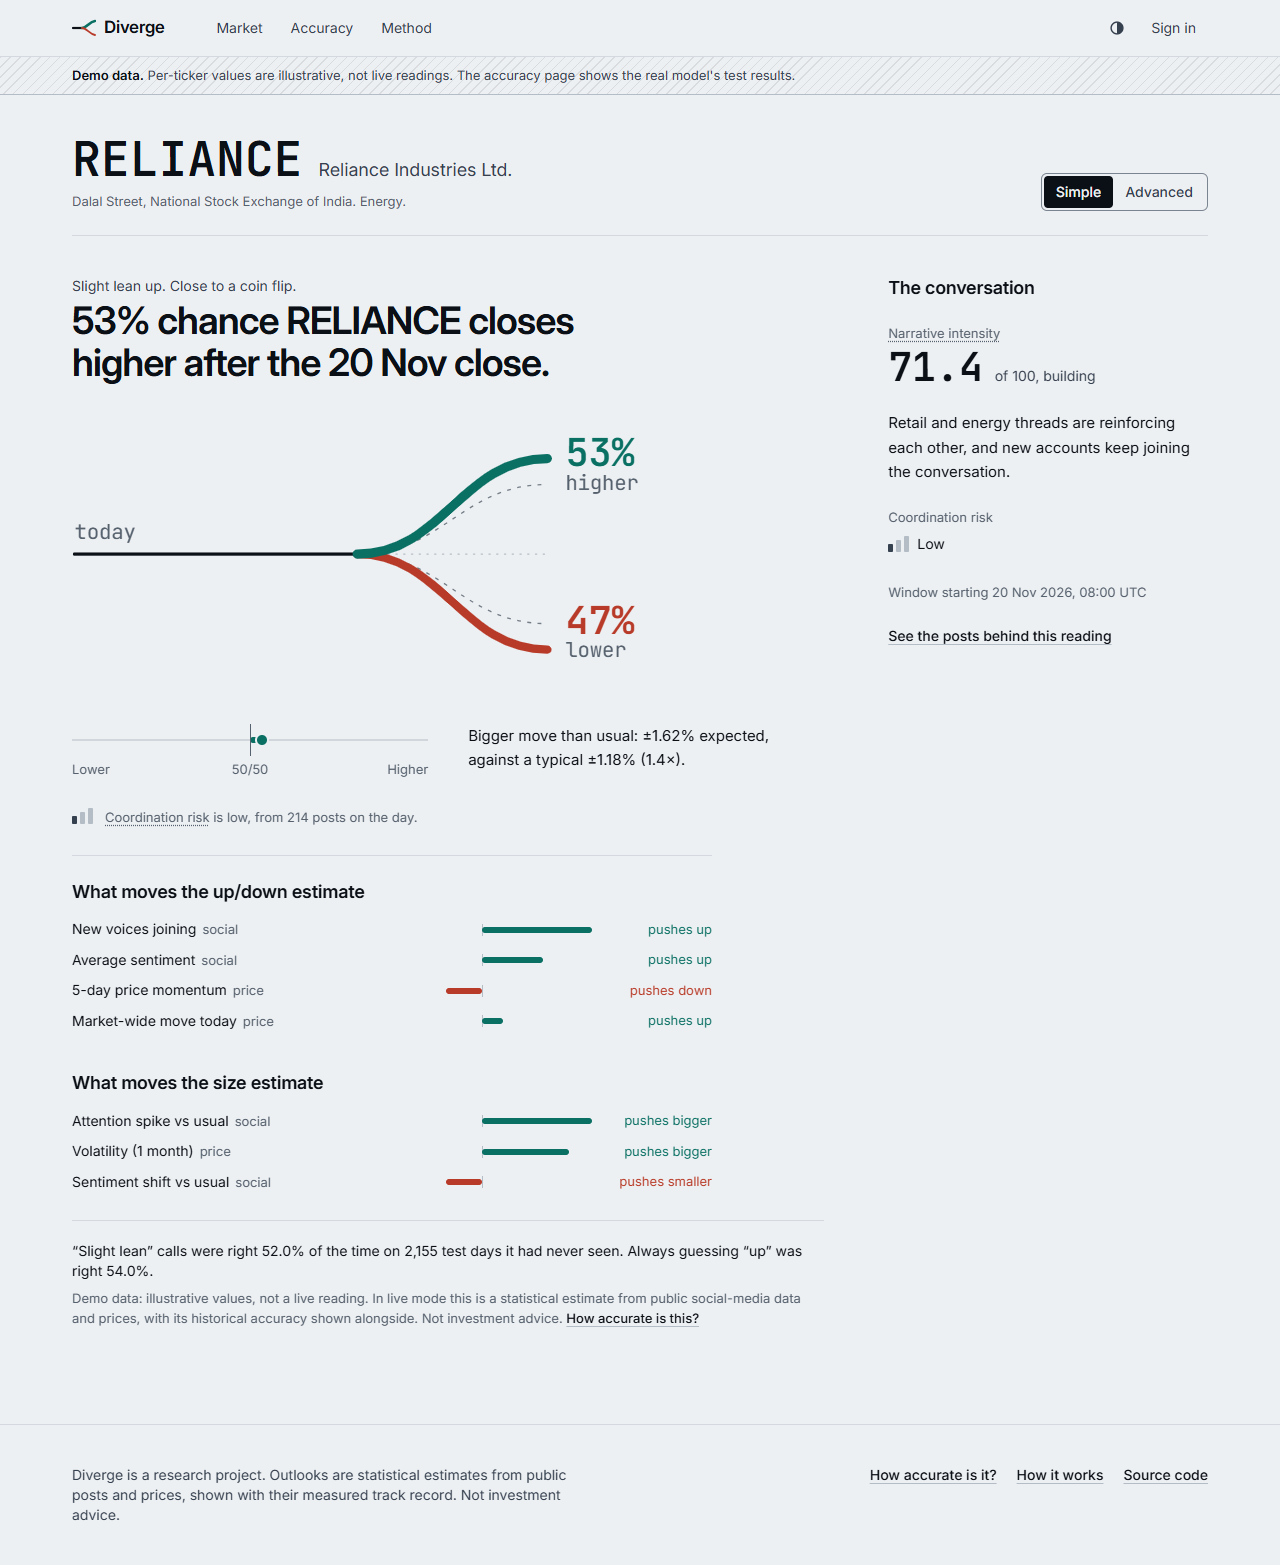 Diverge Market Accuracy Method Sign in
Demo data. Per-ticker values are illustrative, not live readings. The accuracy page shows the real model's test results.
RELIANCE Reliance Industries Ltd.
Dalal Street, National Stock Exchange of India. Energy.
Simple Advanced
Slight lean up. Close to a coin flip.
53% chance RELIANCE closes
higher after the 20 Nov close.
53%
higher
today
47%
lower
Lower 50/50 Higher
Bigger move than usual: ±1.62% expected,
against a typical ±1.18% (1.4×).
Coordination risk is low, from 214 posts on the day.
What moves the up/down estimate
New voices joining social pushes up
Average sentiment social pushes up
5-day price momentum price pushes down
Market-wide move today price pushes up
What moves the size estimate
Attention spike vs usual social pushes bigger
Volatility (1 month) price pushes bigger
Sentiment shift vs usual social pushes smaller
“Slight lean” calls were right 52.0% of the time on 2,155 test days it had never seen. Always guessing “up” was
right 54.0%.
Demo data: illustrative values, not a live reading. In live mode this is a statistical estimate from public social-media data
and prices, with its historical accuracy shown alongside. Not investment advice. How accurate is this?
The conversation
Narrative intensity
71.4 of 100, building
Retail and energy threads are reinforcing
each other, and new accounts keep joining
the conversation.
Coordination risk
Low
Window starting 20 Nov 2026, 08:00 UTC
See the posts behind this reading
Diverge is a research project. Outlooks are statistical estimates from public
posts and prices, shown with their measured track record. Not investment
advice.
How accurate is it? How it works Source code